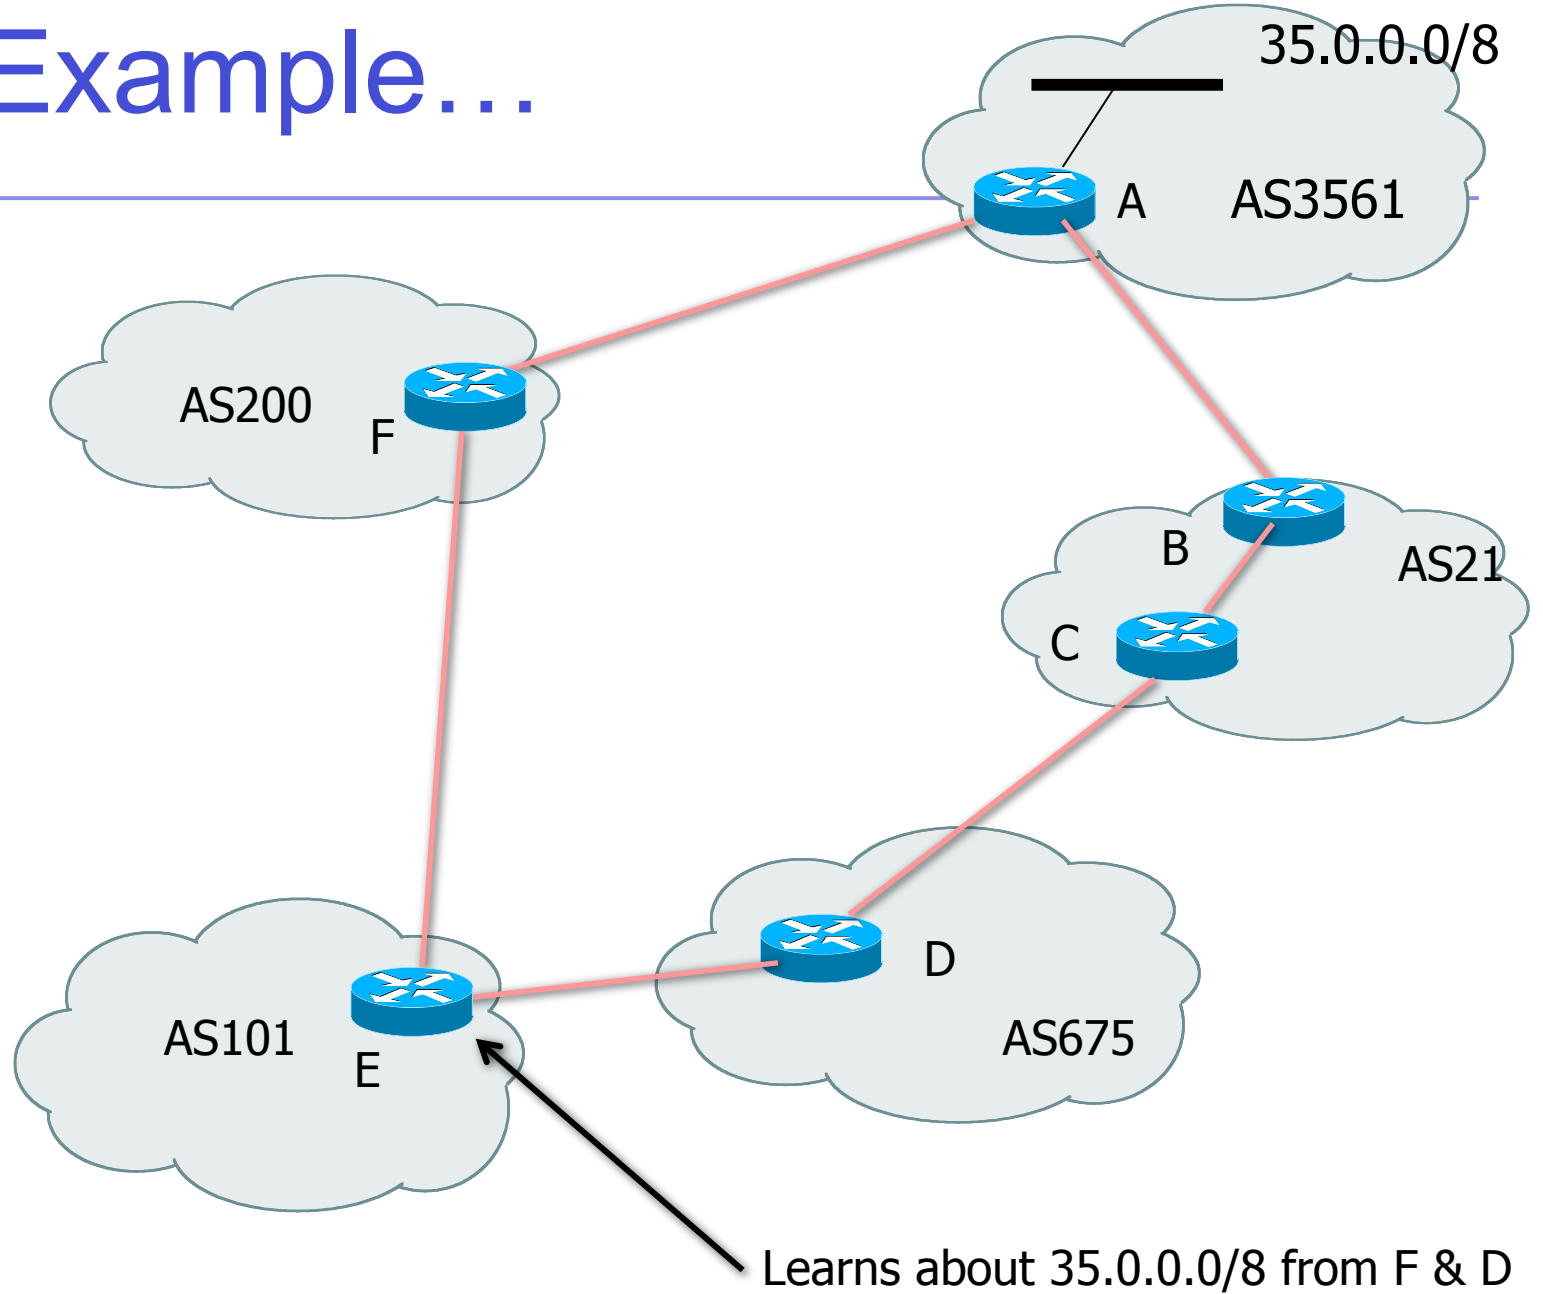 Example…
35.0.0.0/8
A
AS3561
AS200
F
B
AS21
C
D
AS101
E
AS675
Learns about 35.0.0.0/8 from F & D